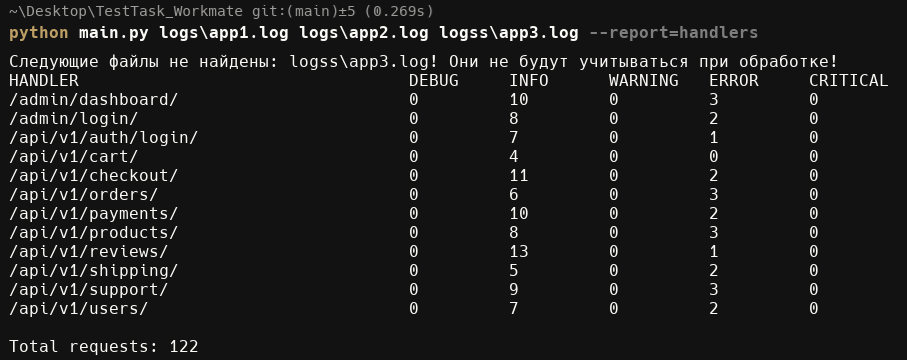 ~\Desktop\TestTask_Workmate git:(main)±5 (0.269s)
python main.py logs\app1.log logs\app2.log logss\app3.log --report=handlers
Следующие файлы не найдены: logss\app3.log! Они не будут учитываться при обработке!
HANDLER DEBUG INFO WARNING ERROR CRITICAL
/admin/dashboard/ 0 10 0 3 0
/admin/login/ 0 8 0 2 0
/api/v1/auth/login/ 0 7 0 1 0
/api/v1/cart/ 0 4 0 0 0
/api/v1/checkout/ 0 11 0 2 0
/api/v1/orders/ 0 6 0 3 0
/api/v1/payments/ 0 10 0 2 0
/api/v1/products/ 0 8 0 3 0
/api/v1/reviews/ 0 13 0 1 0
/api/v1/shipping/ 0 5 0 2 0
/api/v1/support/ 0 9 0 3 0
/api/v1/users/ 0 7 0 2 0
Total requests: 122